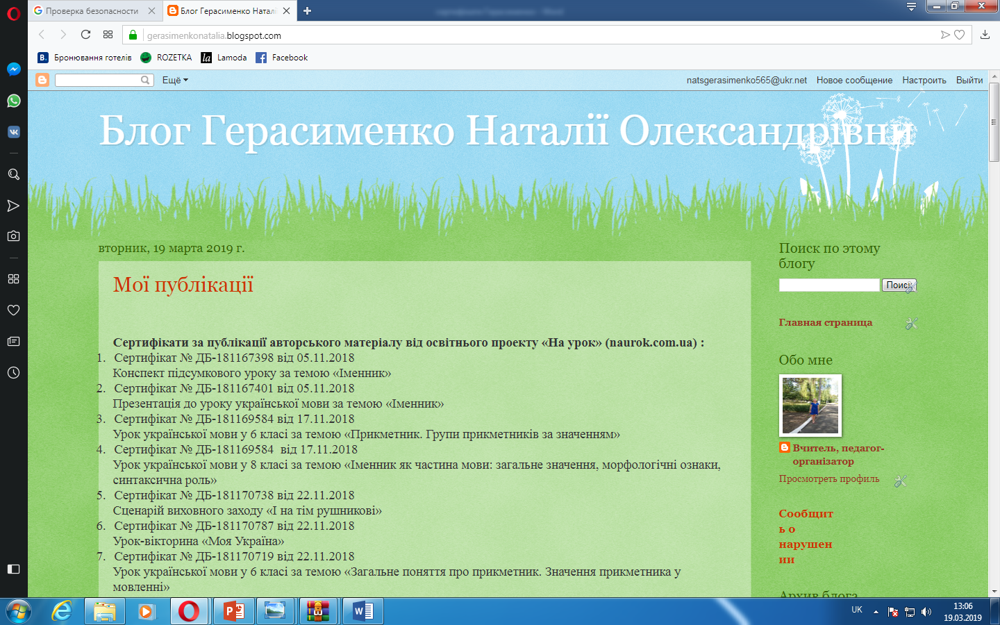 Проверка безопасности
Блог Герасименко Наталі
gerasimenkonatalia.blogspot.com
B. Бронювання готелів
ROZETKA
la Lamoda
Facebook
Ещё
natsgerasimenko565@ukr.net Новое сообщение Настроить Выйти
Блог Герасименко Наталії Олександрівни
вторник, 19 марта 2019 г.
Мої публікації
Сертифікати за публікації авторського матеріалу від освітнього проекту «На урок» (naurok.com.ua) :
1. Сертифікат № ДБ-181167398 від 05.11.2018
Конспект підсумкового уроку за темою «Іменник»
2. Сертифікат № ДБ-181167401 від 05.11.2018
Презентація до уроку української мови за темою «Іменник»
3. Сертифікат № ДБ-181169584 від 17.11.2018
Урок української мови у 6 класі за темою «Прикметник. Групи прикметників за значенням»
4. Сертифікат № ДБ-181169584 від 17.11.2018
Урок української мови у 8 класі за темою «Іменник як частина мови: загальне значення, морфологічні ознаки,
синтаксична роль»
5. Сертифікат № ДБ-181170738 від 22.11.2018
Сценарій виховного заходу «І на тім рушникові»
6. Сертифікат № ДБ-181170787 від 22.11.2018
Урок-вікторина «Моя Україна»
7. Сертифікат № ДБ-181170719 від 22.11.2018
Урок української мови у 6 класі за темою «Загальне поняття про прикметник. Значення прикметника у
мовленні»
Поиск по этому
блогу
Поиск
Главная страница
Обо мне
Вчитель, педагог-
організатор
Просмотреть профиль
Сообщит
ь о
нарушен
ии
Архив блога
UK
13:06
19.03.2019